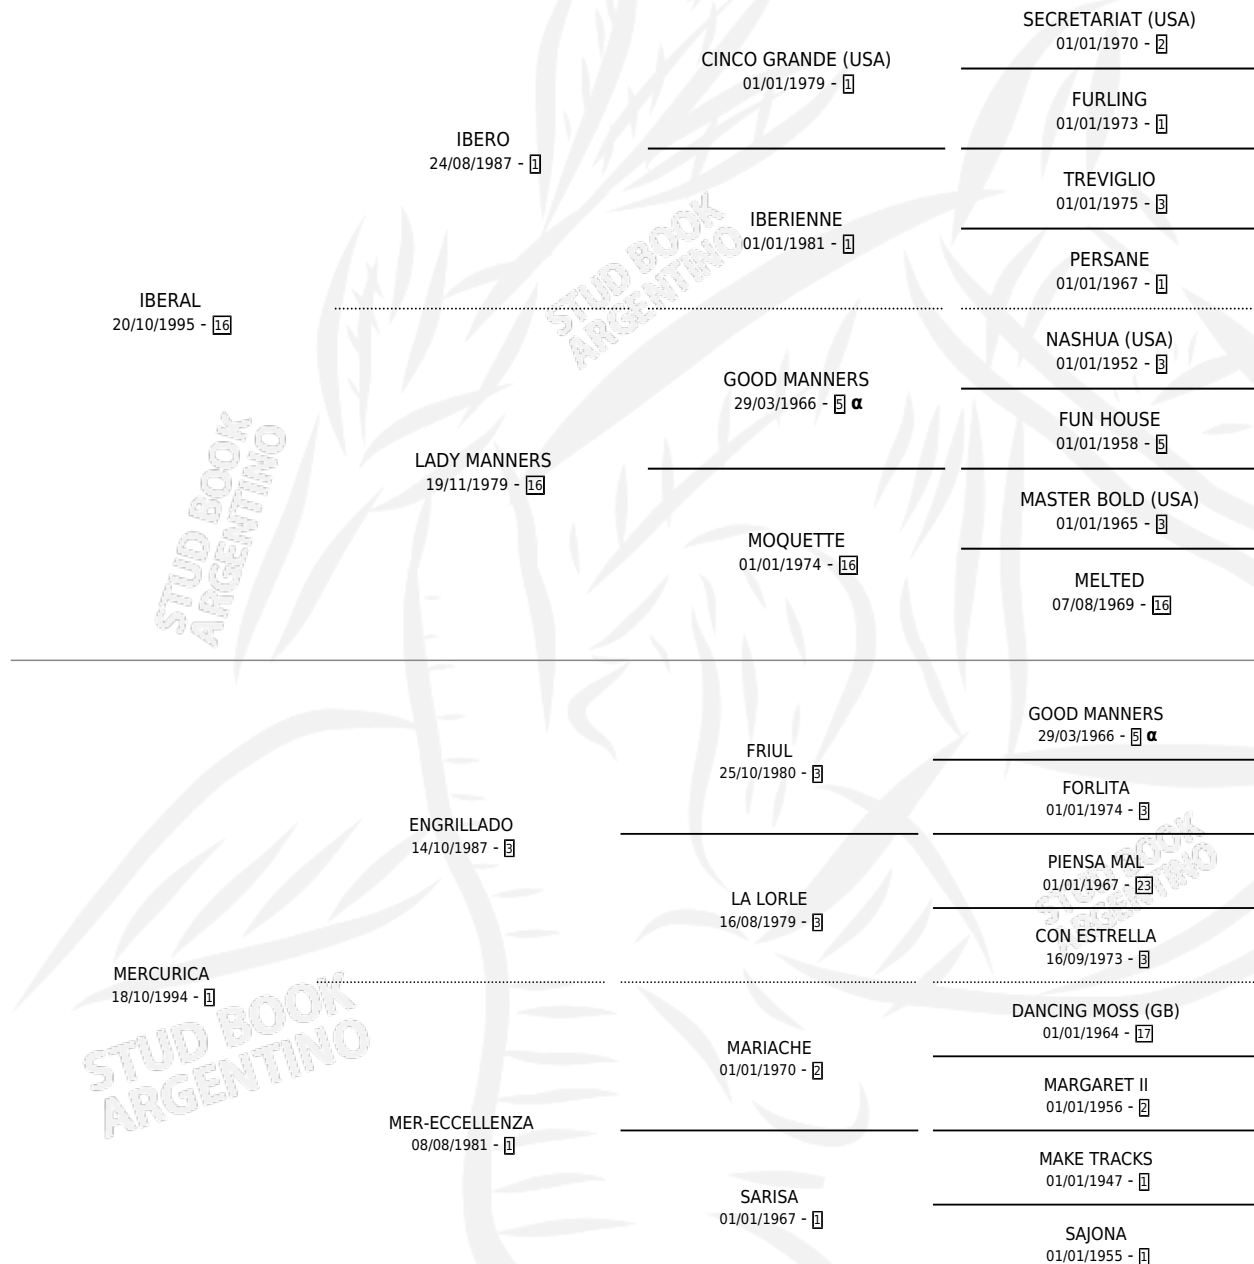 SECRETARIAT (USA)
01/01/1970 - 2
CINCO GRANDE (USA)
01/01/1979 - 1
FURLING
01/01/1973 - 1
IBERO
24/08/1987 - 1
TREVIGLIO
01/01/1975 - 3
IBERIENNE
01/01/1981 - 1
PERSANE
01/01/1967 - 1
IBERAL
20/10/1995 - 16
NASHUA (USA)
01/01/1952 - 3
GOOD MANNERS
29/03/1966 - 5 α
FUN HOUSE
01/01/1958 - 5
LADY MANNERS
19/11/1979 - 16
MASTER BOLD (USA)
01/01/1965 - 3
MOQUETTE
01/01/1974 - 16
MELTED
07/08/1969 - 16
GOOD MANNERS
29/03/1966 - 5 α
FRIUL
25/10/1980 - 3
FORLITA
01/01/1974 - 3
ENGRILLADO
14/10/1987 - 3
PIENSA MAL
01/01/1967 - 23
LA LORLE
16/08/1979 - 3
CON ESTRELLA
16/09/1973 - 3
MERCURICA
18/10/1994 - 1
DANCING MOSS (GB)
01/01/1964 - 17
MARIACHE
01/01/1970 - 2
MARGARET II
01/01/1956 - 2
MER-ECCELLENZA
08/08/1981 - 1
MAKE TRACKS
01/01/1947 - 1
SARISA
01/01/1967 - 1
SAJONA
01/01/1955 - 1
STUD BOOK
ARGENTINO
STUD BOOK
ARGENTINO
STUD BOOK
ARGENTINO
STUD BOOK
ARGENTINO